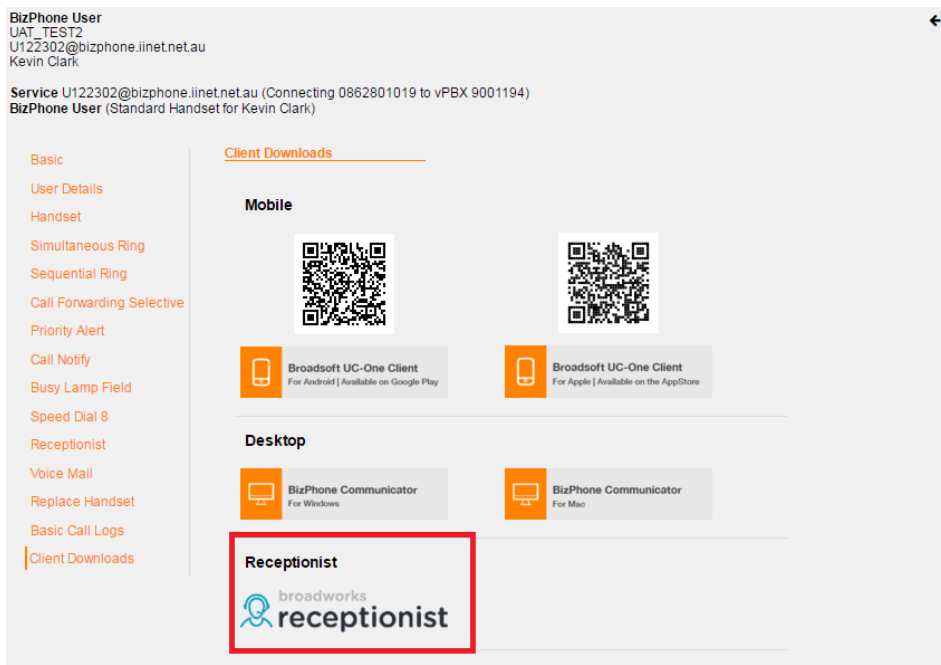 BizPhone User
UAT_TEST2
U122302@bizphone.iinet.net.au
Kevin Clark
Service U122302@bizphone.iinet.net.au (Connecting 0862801019 to vPBX 9001194)
BizPhone User (Standard Handset for Kevin Clark)
Basic
User Details
Handset
Simultaneous Ring
Sequential Ring
Call Forwarding Selective
Priority Alert
Call Notify
Busy Lamp Field
Speed Dial 8
Receptionist
Voice Mail
Replace Handset
Basic Call Logs
Client Downloads
Client Downloads
Mobile
Broadsoft UC-One Client
For Android | Available on Google Play
Broadsoft UC-One Client
For Apple | Available on the AppStore
Desktop
BizPhone Communicator
For Windows
BizPhone Communicator
For Mac
Receptionist
broadworks
receptionist